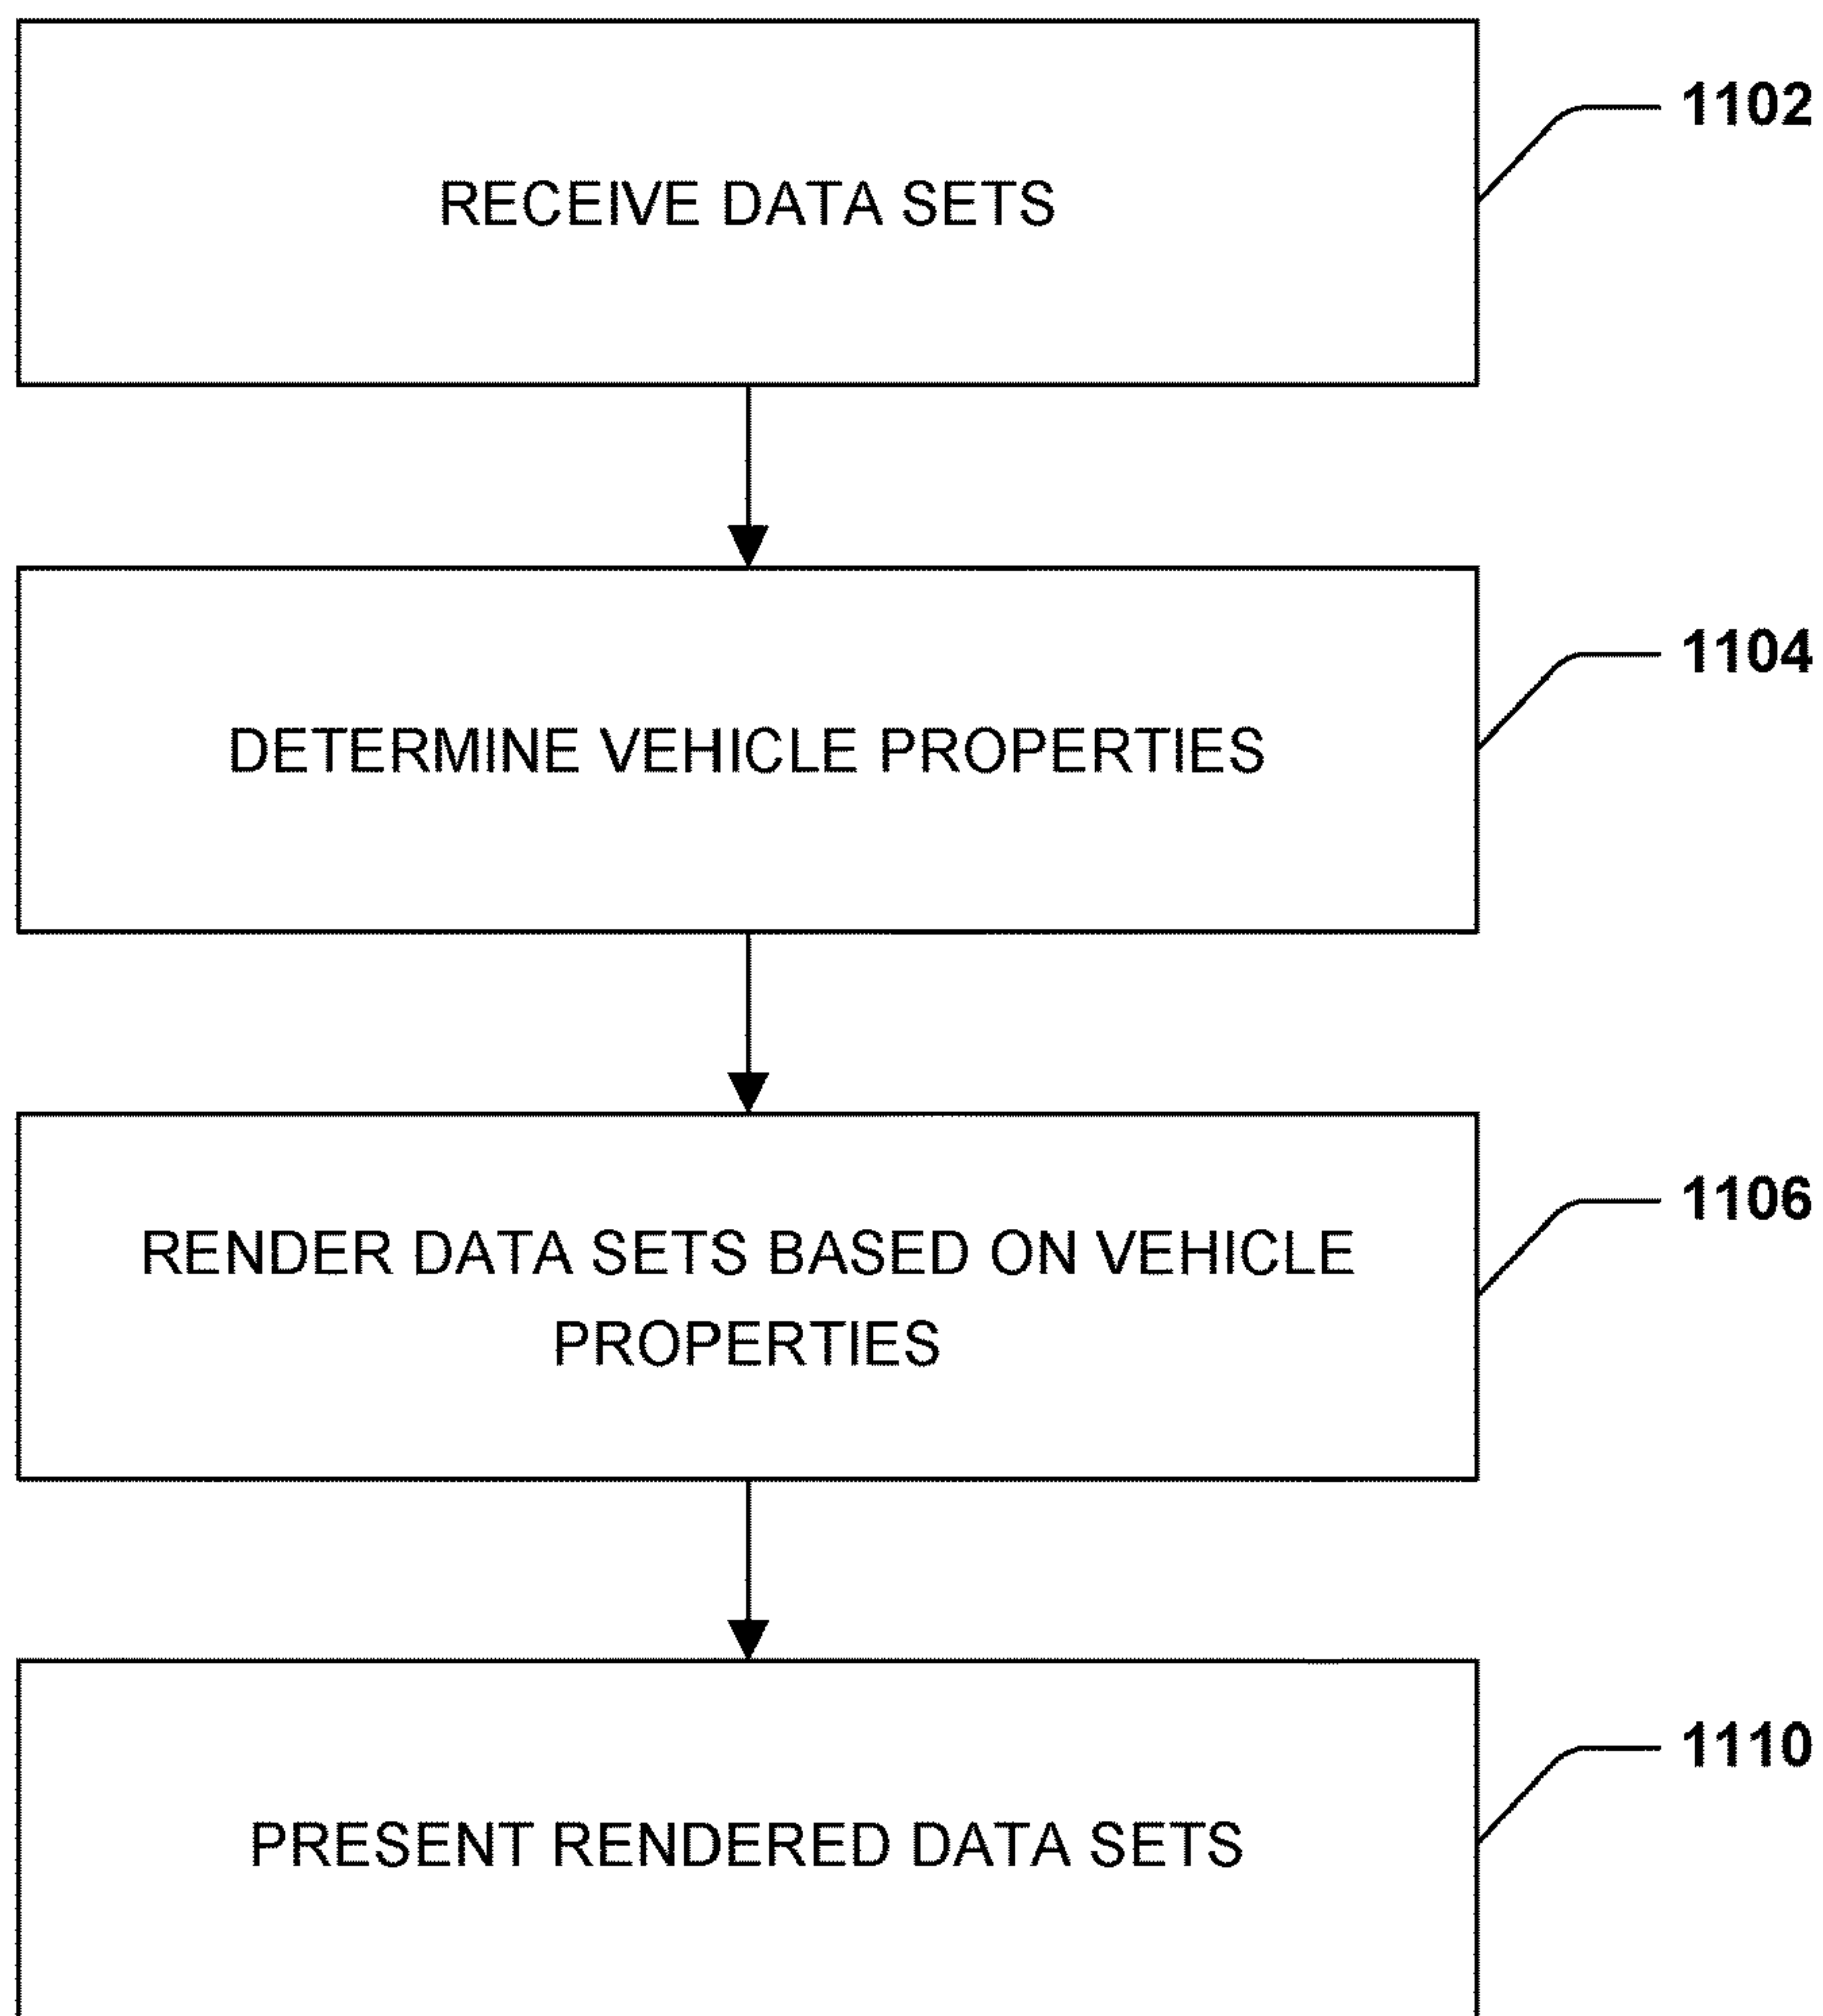 1102
RECEIVE DATA SETS
1104
DETERMINE VEHICLE PROPERTIES
1106
RENDER DATA SETS BASED ON VEHICLE
PROPERTIES
1110
PRESENT RENDERED DATA SETS